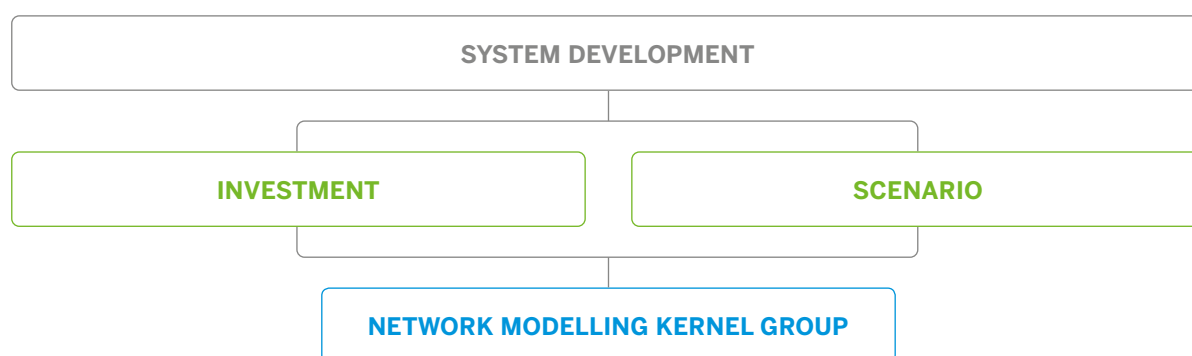 SYSTEM DEVELOPMENT
INVESTMENT
SCENARIO
NETWORK MODELLING KERNEL GROUP